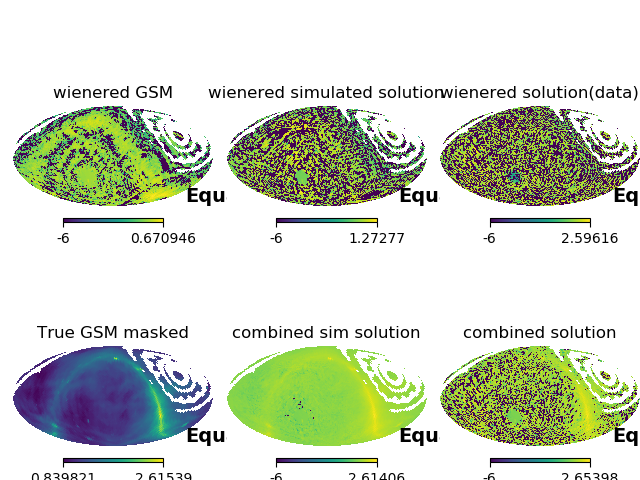 wienered GSM
wienered simulated solution
wienered solution(data)
Equ
Equ
Eq
-6 0.670946
-6 1.27277
-6 2.59616
True GSM masked
combined sim solution
combined solution
Equ
Equ
Eq
0.839821 2.61539
-6 2.61406
-6 2.65398